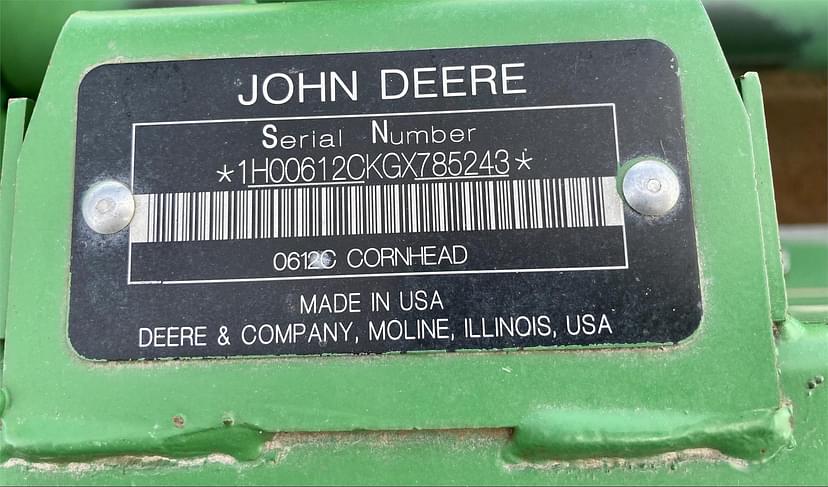 JOHN DEERE
Serial Number
*1H00612CKGX785243*
0612C CORNHEAD
MADE IN USA
DEERE & COMPANY, MOLINE, ILLINOIS, USA